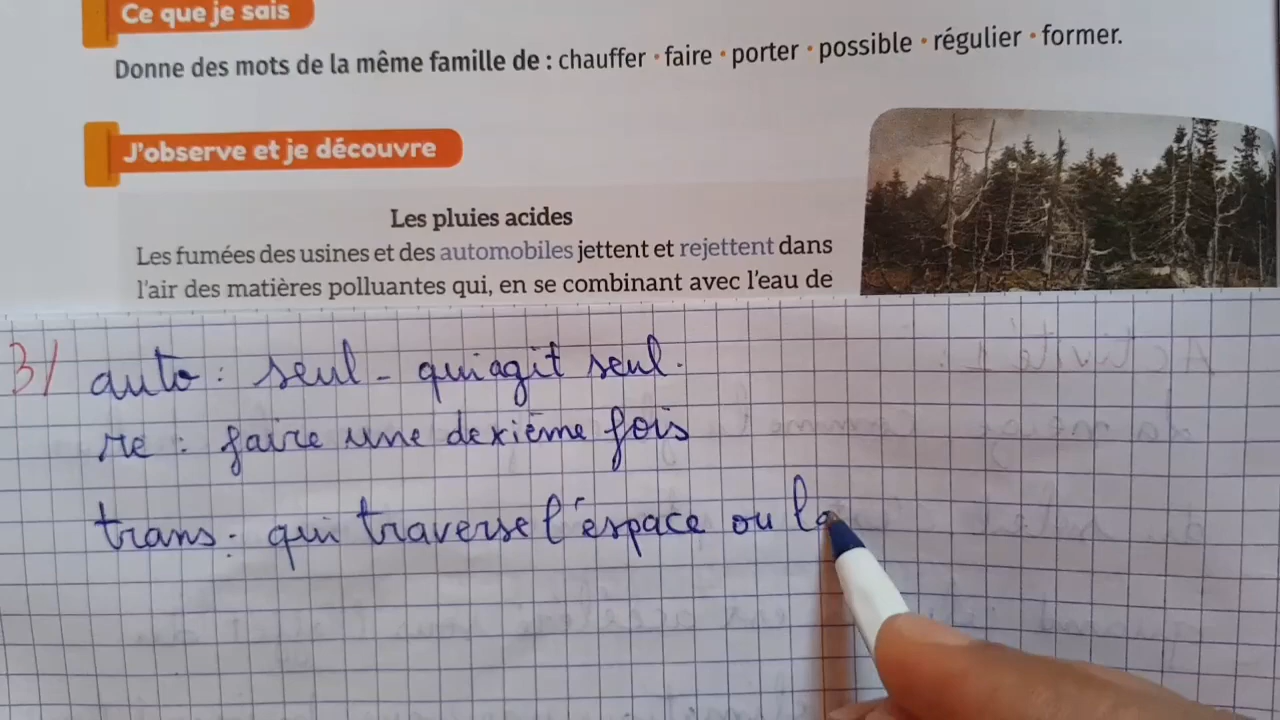 Ce que je sais
Donne des mots de la même famille de : chauffer • faire • porter • possible • régulier • former.
J'observe et je découvre
Les pluies acides
Les fumées des usines et des automobiles jettent et rejettent dans
l'air des matières polluantes qui, en se combinant avec l'eau de
3/ auto : seul - qui agit seul.
re : faire une dexième fois
trans : qui traverse l'espace ou la